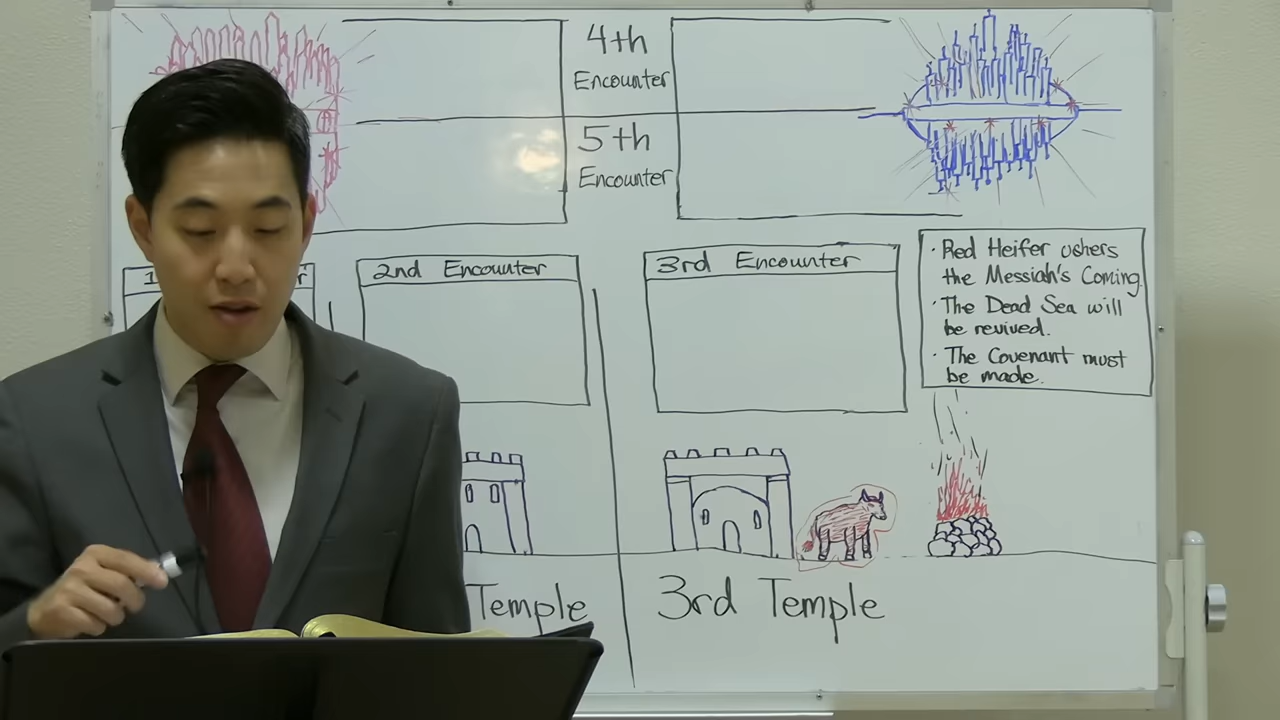 4th
Encounter
5th
Encounter
2nd Encounter
3rd Encounter
· Red Heifer ushers
the Messiah's Coming.
· The Dead Sea will
be revived.
· The Covenant must
be made.
Temple
3rd Temple